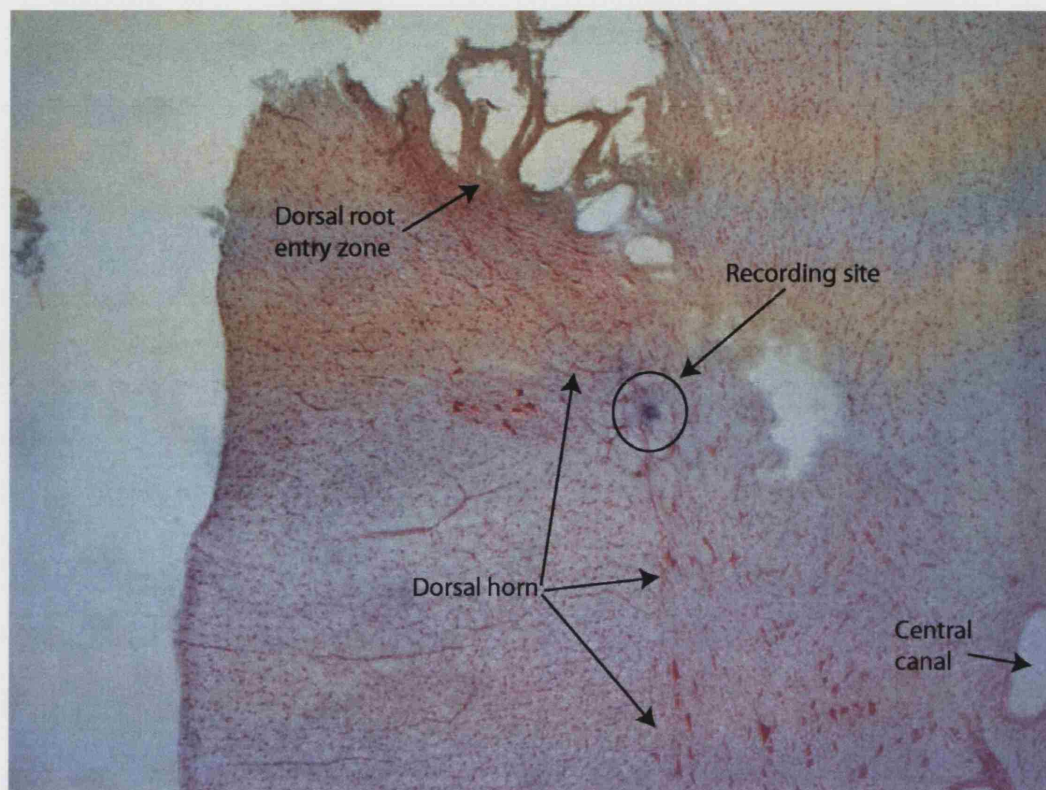 Dorsal root
entry zone
Recording site
Dorsal horn
Central
canal